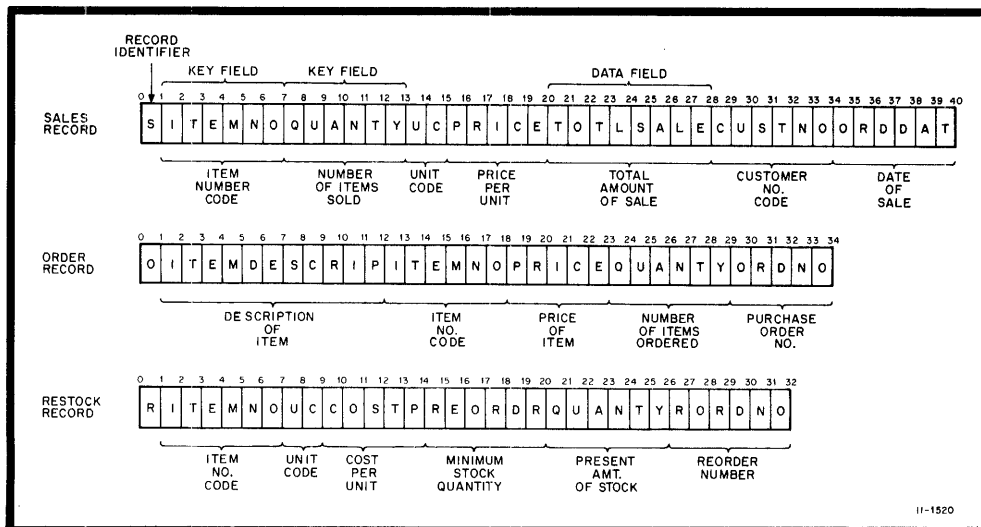 RECORD
IDENTIFIER
KEY FIELD KEY FIELD DATA FIELD
0 1 2 3 4 5 6 7 8 9 10 11 12 13 14 15 16 17 18 19 20 21 22 23 24 25 26 27 28 29 30 31 32 33 34 35 36 37 38 39 40
SALES
RECORD
S I T E M N O Q U A N T Y U C P R I C E T O T L S A L E C U S T N O O R D D A T
ITEM
NUMBER
CODE
NUMBER
OF ITEMS
SOLD
UNIT
CODE
PRICE
PER
UNIT
TOTAL
AMOUNT
OF SALE
CUSTOMER
NO.
CODE
DATE
OF
SALE
0 1 2 3 4 5 6 7 8 9 10 11 12 13 14 15 16 17 18 19 20 21 22 23 24 25 26 27 28 29 30 31 32 33 34
ORDER
RECORD
O I T E M D E S C R I P I T E M N O P R I C E Q U A N T Y O R D N O
DESCRIPTION
OF
ITEM
ITEM
NO.
CODE
PRICE
OF
ITEM
NUMBER
OF ITEMS
ORDERED
PURCHASE
ORDER
NO.
0 1 2 3 4 5 6 7 8 9 10 11 12 13 14 15 16 17 18 19 20 21 22 23 24 25 26 27 28 29 30 31 32
RESTOCK
RECORD
R I T E M N O U C C O S T P R E O R D R Q U A N T Y R O R D N O
ITEM
NO.
CODE
UNIT
CODE
COST
PER
UNIT
MINIMUM
STOCK
QUANTITY
PRESENT
AMT.
OF STOCK
REORDER
NUMBER
11-1520